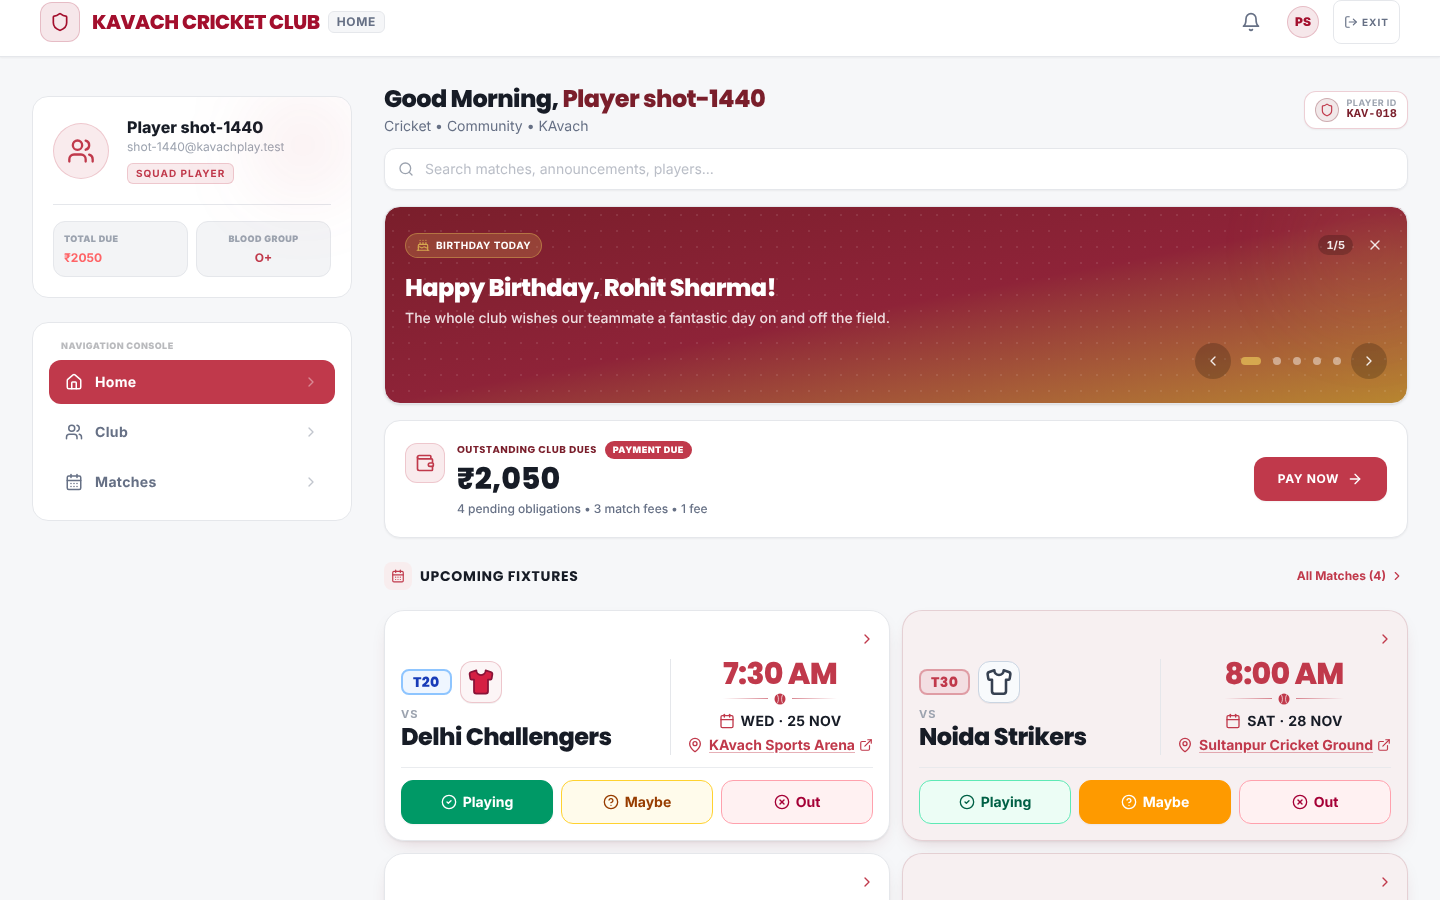 KAVACH CRICKET CLUB HOME
PS
EXIT
Player shot-1440
shot-1440@kavachplay.test
SQUAD PLAYER
TOTAL DUE
₹2050
BLOOD GROUP
O+
NAVIGATION CONSOLE
Home
Club
Matches
Good Morning, Player shot-1440
Cricket • Community • KAvach
PLAYER ID
KAV-018
Search matches, announcements, players...
BIRTHDAY TODAY
1/5
Happy Birthday, Rohit Sharma!
The whole club wishes our teammate a fantastic day on and off the field.
OUTSTANDING CLUB DUES PAYMENT DUE
₹2,050
4 pending obligations • 3 match fees • 1 fee
PAY NOW
UPCOMING FIXTURES
All Matches (4)
T20
VS
Delhi Challengers
7:30 AM
WED · 25 NOV
KAvach Sports Arena
Playing
Maybe
Out
T30
VS
Noida Strikers
8:00 AM
SAT · 28 NOV
Sultanpur Cricket Ground
Playing
Maybe
Out